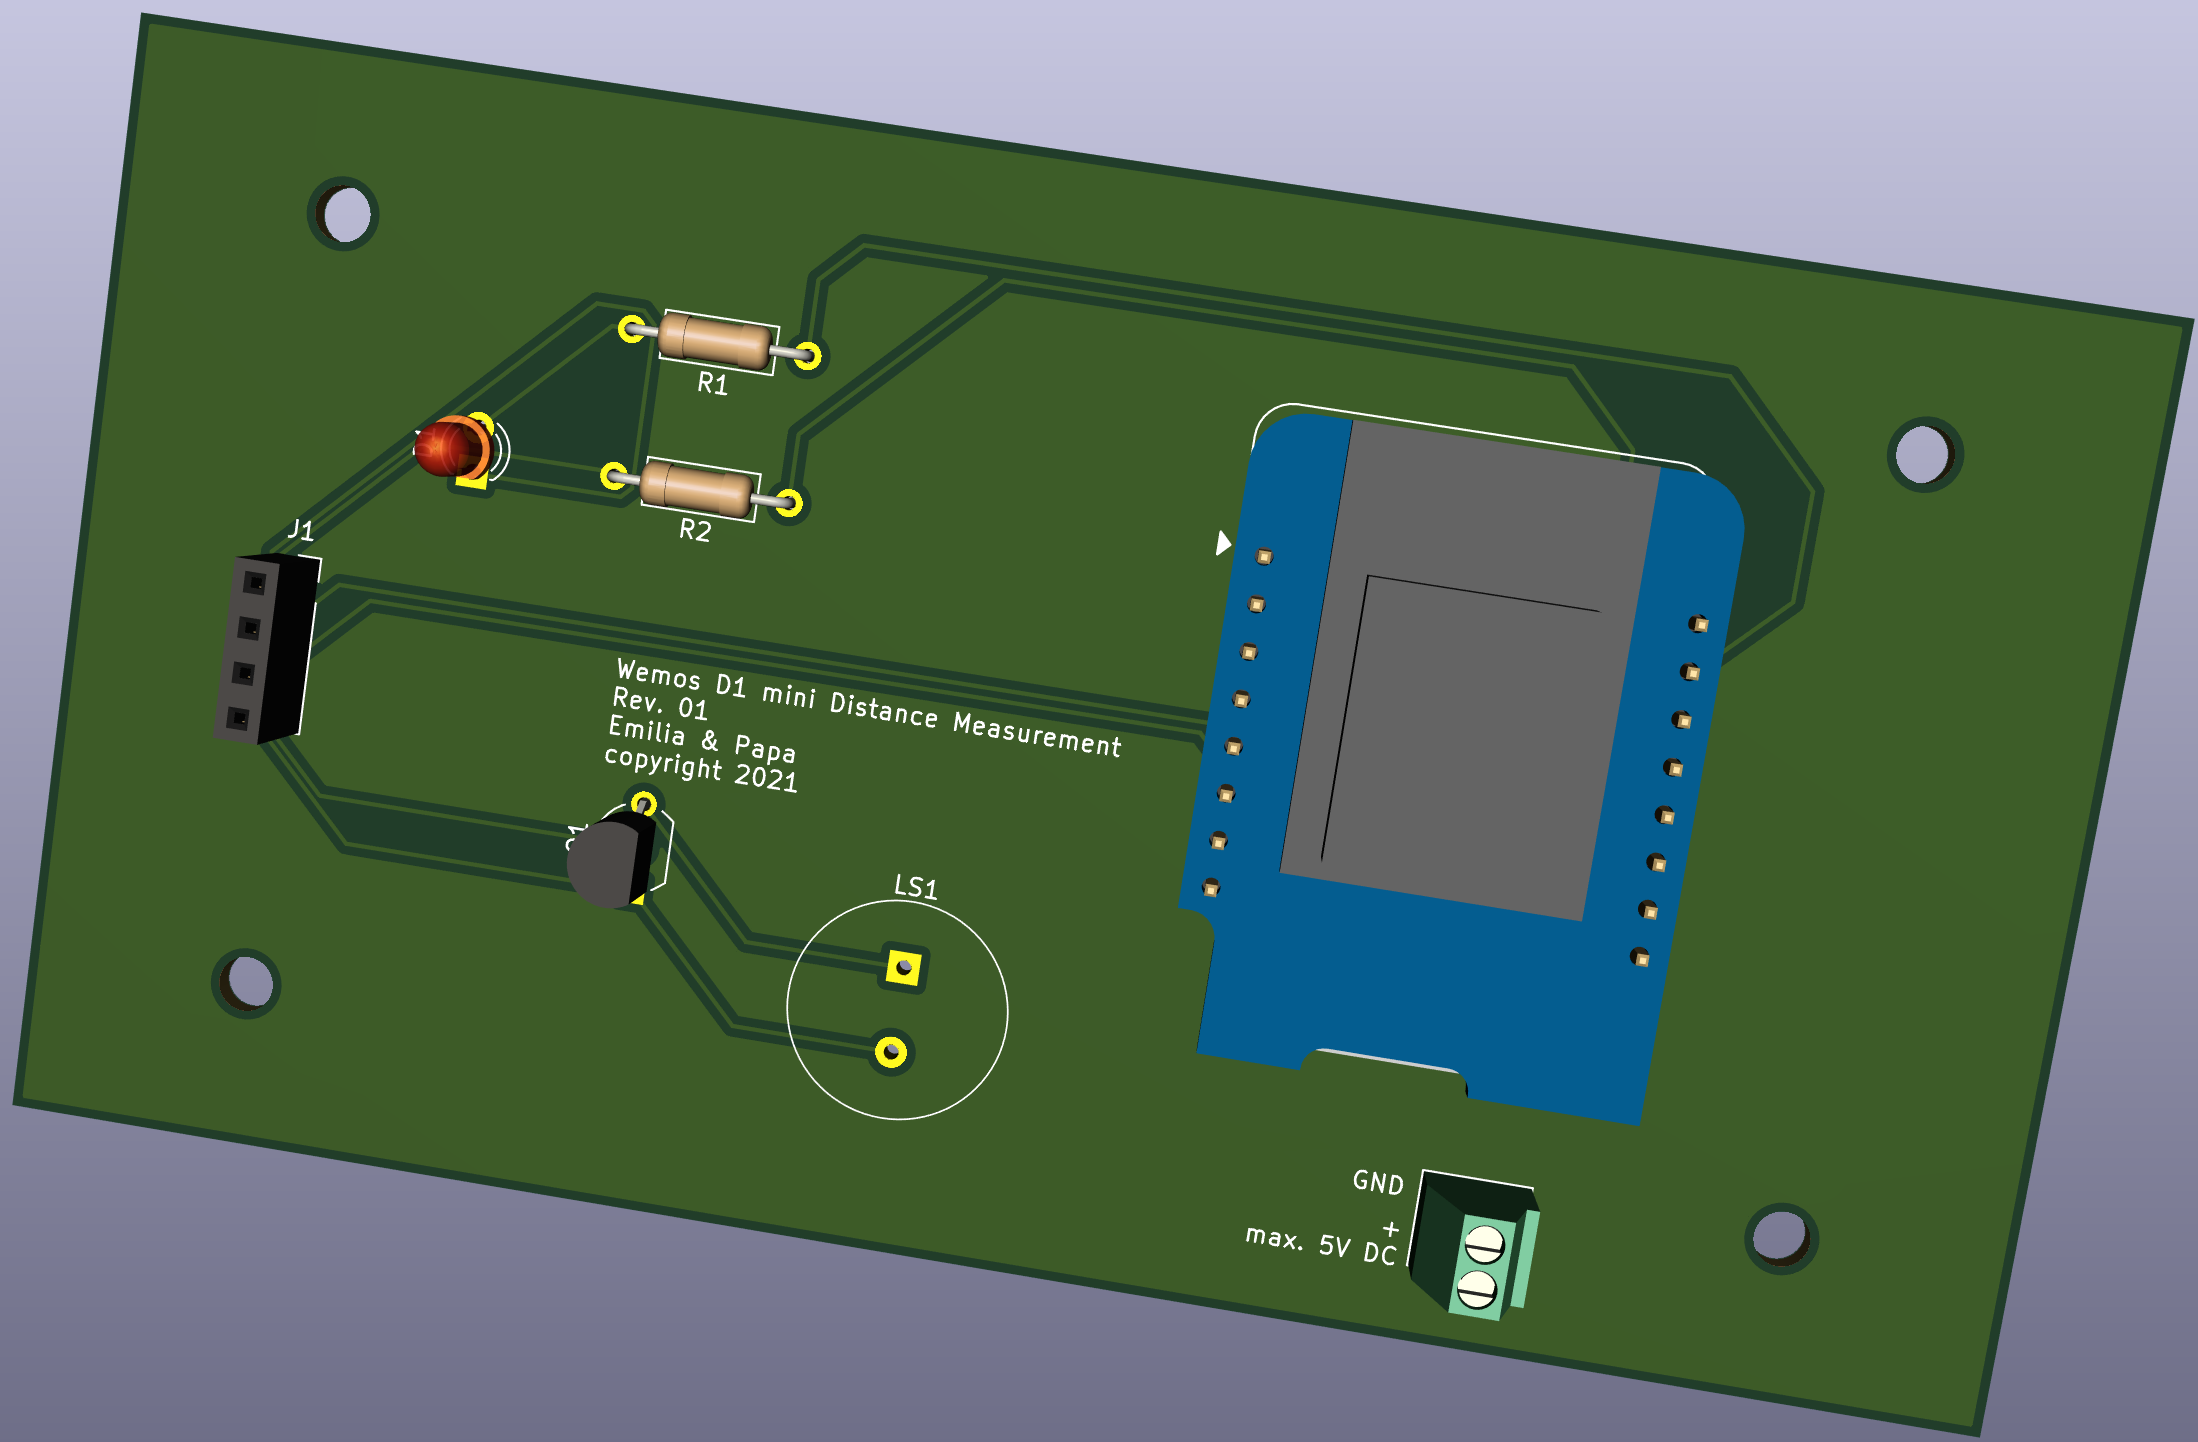 R1
R2
J1
Wemos D1 mini Distance Measurement
Rev. 01
Emilia & Papa
copyright 2021
LS1
GND
+
max. 5V DC